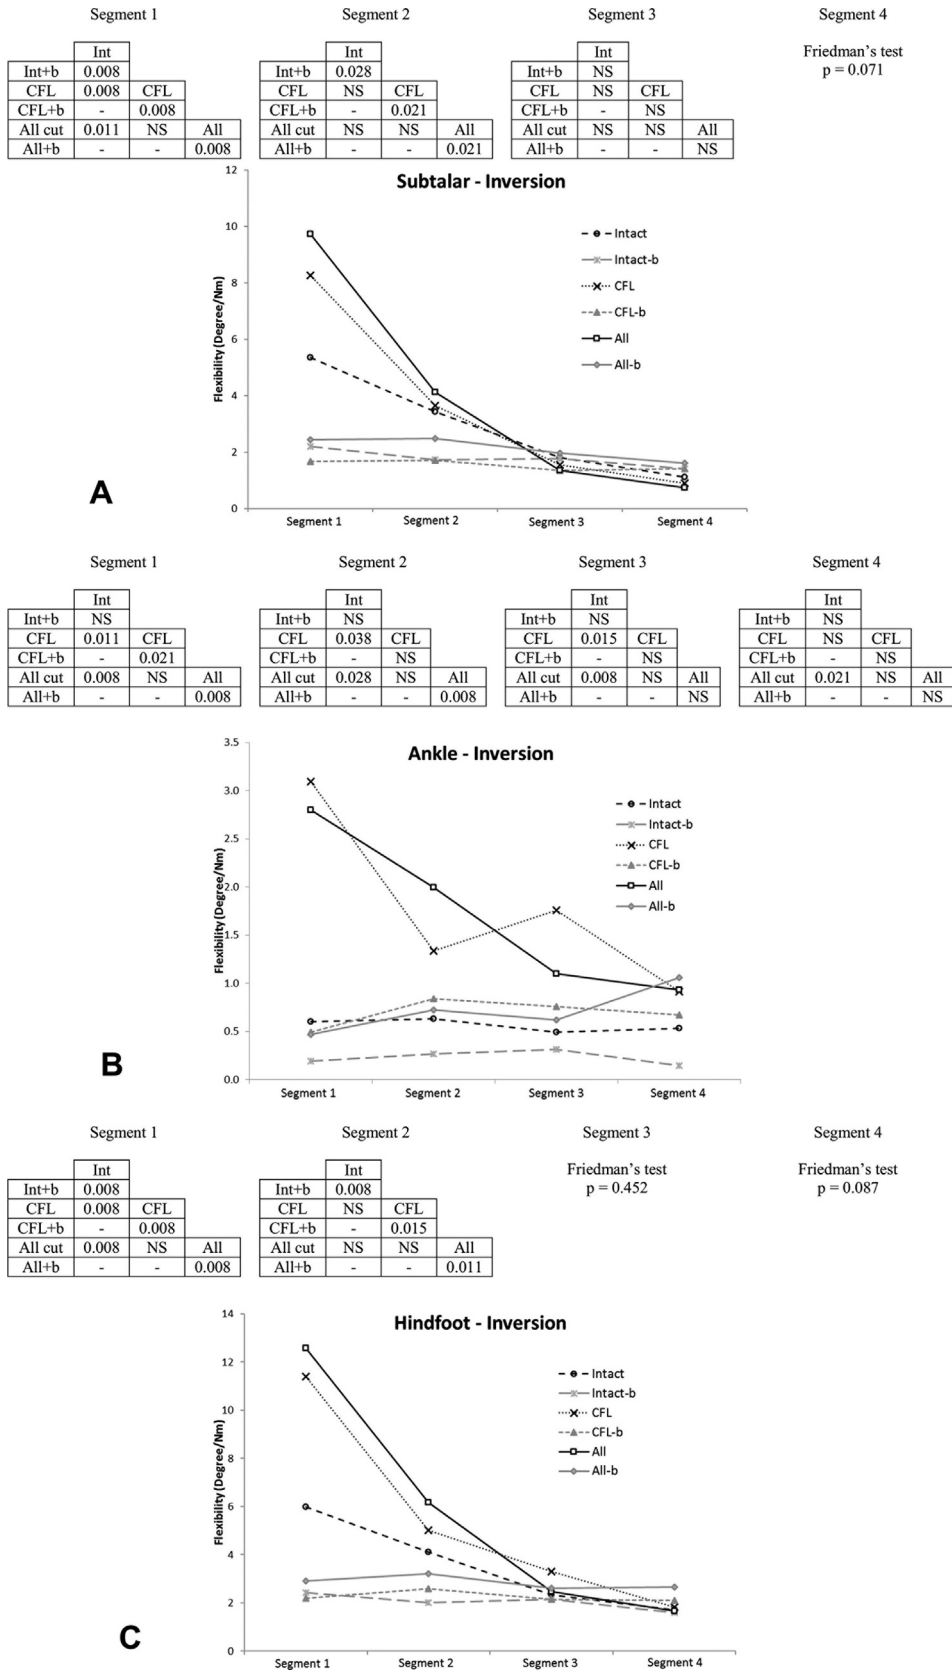 Segment 1 Segment 2 Segment 3 Segment 4
Int Int Int Friedman's test
Int+b 0.008 Int+b 0.028 Int+b NS p = 0.071
CFL 0.008 CFL CFL NS CFL CFL NS CFL
CFL+b - 0.008 CFL+b - 0.021 CFL+b - NS
All cut 0.011 NS All All cut NS NS All All cut NS NS All
All+b - - 0.008 All+b - - 0.021 All+b - - NS
Subtalar - Inversion
Flexibility (Degree/Nm)
12
10
8
6
4
2
0
Intact
Intact-b
CFL
CFL-b
All
All-b
A
Segment 1 Segment 2 Segment 3 Segment 4
Segment 1 Segment 2 Segment 3 Segment 4
Int Int Int Int
Int+b NS Int+b NS Int+b NS Int+b NS
CFL 0.011 CFL CFL 0.038 CFL CFL 0.015 CFL CFL NS CFL
CFL+b - 0.021 CFL+b - NS CFL+b - NS CFL+b - NS
All cut 0.008 NS All All cut 0.028 NS All All cut 0.008 NS All All cut 0.021 NS All
All+b - - 0.008 All+b - - 0.008 All+b - - NS All+b - - NS
Ankle - Inversion
Flexibility (Degree/Nm)
3.5
3.0
2.5
2.0
1.5
1.0
0.5
0.0
Intact
Intact-b
CFL
CFL-b
All
All-b
B
Segment 1 Segment 2 Segment 3 Segment 4
Segment 1 Segment 2 Segment 3 Segment 4
Int Int Friedman's test Friedman's test
Int+b 0.008 Int+b 0.008 p = 0.452 p = 0.087
CFL 0.008 CFL CFL NS CFL
CFL+b - 0.008 CFL+b - 0.015
All cut 0.008 NS All All cut NS NS All
All+b - - 0.008 All+b - - 0.011
Hindfoot - Inversion
Flexibility (Degree/Nm)
14
12
10
8
6
4
2
0
Intact
Intact-b
CFL
CFL-b
All
All-b
C
Segment 1 Segment 2 Segment 3 Segment 4